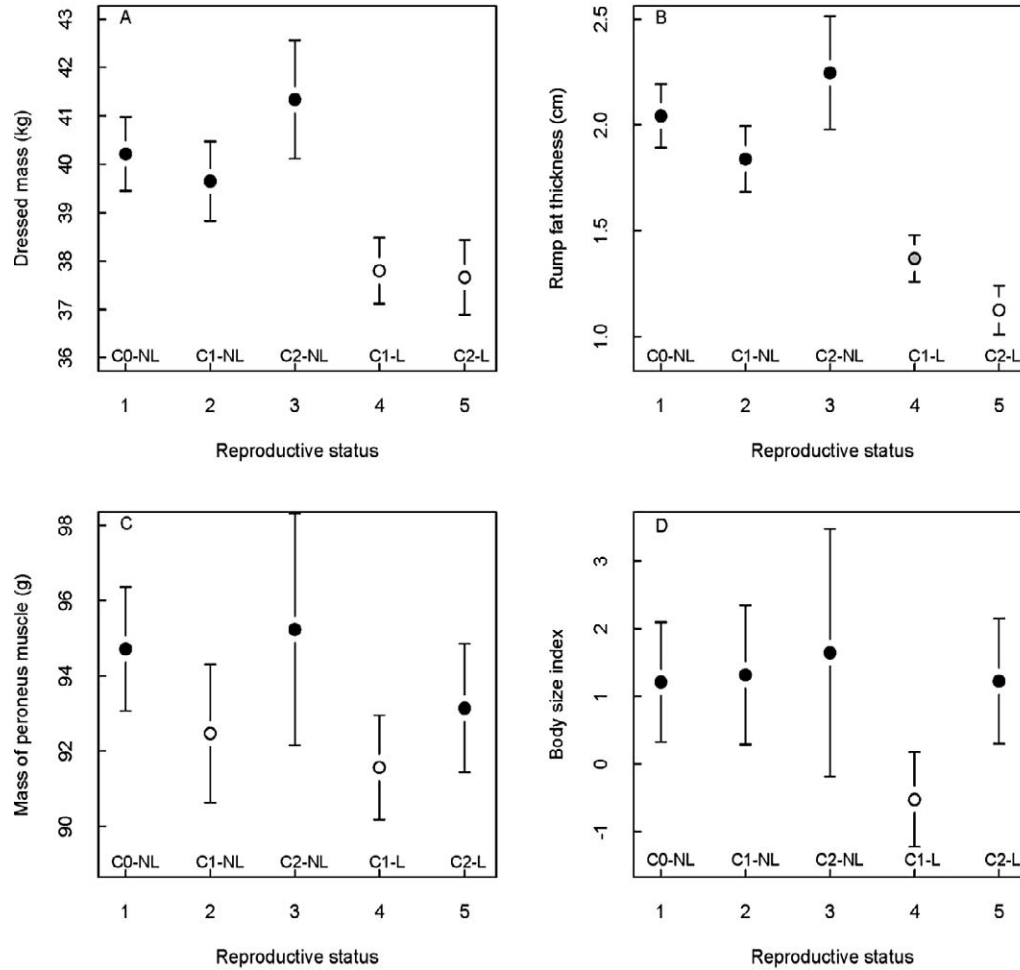 A
Dressed mass (kg)
43
42
41
40
39
38
37
36
C0-NL C1-NL C2-NL C1-L C2-L
1 2 3 4 5
Reproductive status
B
Rump fat thickness (cm)
2.5
2.0
1.5
1.0
C0-NL C1-NL C2-NL C1-L C2-L
1 2 3 4 5
Reproductive status
C
Mass of peroneus muscle (g)
98
96
94
92
90
C0-NL C1-NL C2-NL C1-L C2-L
1 2 3 4 5
Reproductive status
D
Body size index
3
2
1
0
-1
C0-NL C1-NL C2-NL C1-L C2-L
1 2 3 4 5
Reproductive status